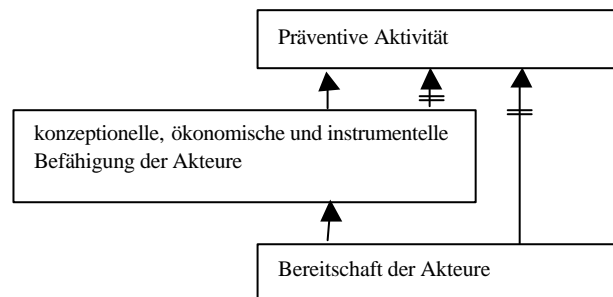 Präventive Aktivität
konzeptionelle, ökonomische und instrumentelle
Befähigung der Akteure
Bereitschaft der Akteure